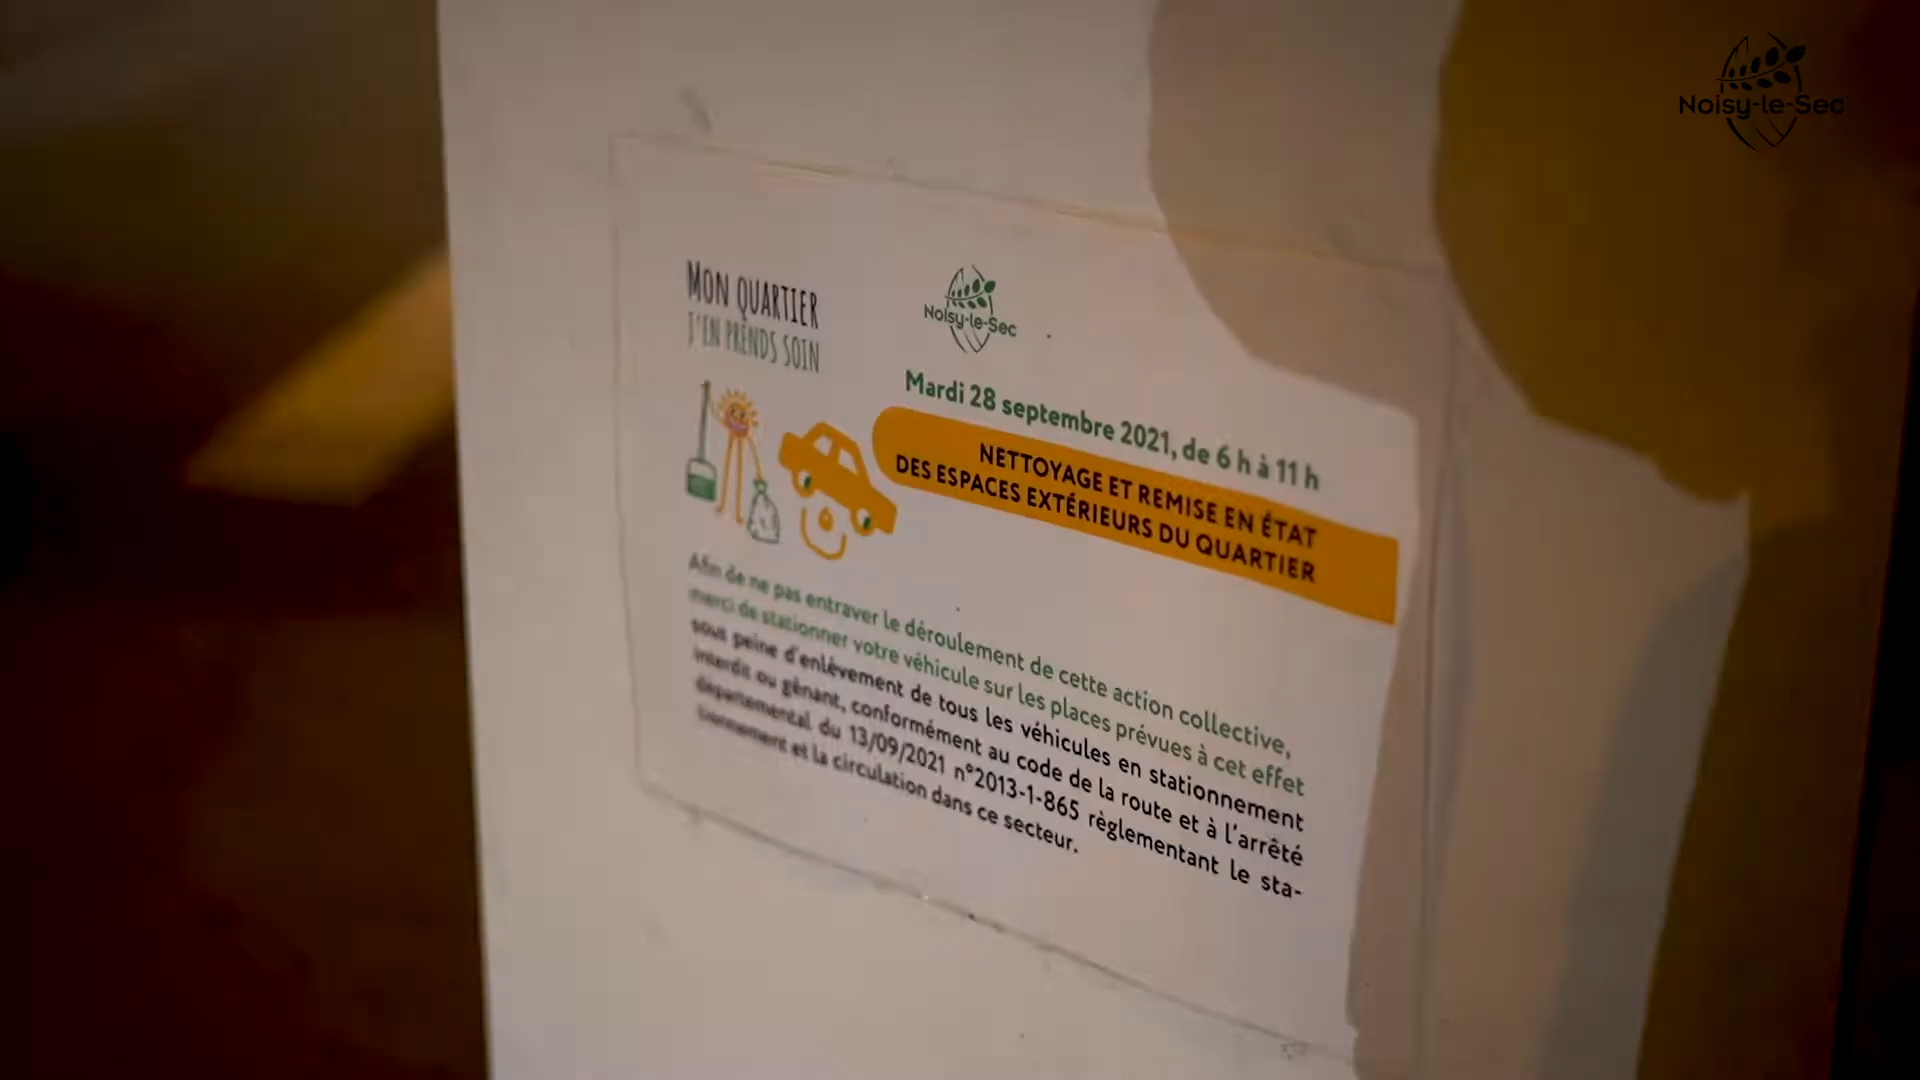 Noisy-le-Sec
MON QUARTIER
J'EN PRENDS SOIN
Noisy-le-Sec
Mardi 28 septembre 2021, de 6 h à 11 h
NETTOYAGE ET REMISE EN ÉTAT
DES ESPACES EXTÉRIEURS DU QUARTIER
Afin de ne pas entraver le déroulement de cette action collective,
merci de stationner votre véhicule sur les places prévues à cet effet
sous peine d'enlèvement de tous les véhicules en stationnement
interdit ou gênant, conformément au code de la route et à l'arrêté
départemental du 13/09/2021 n°2013-1-865 règlementant le sta-
tionnement et la circulation dans ce secteur.